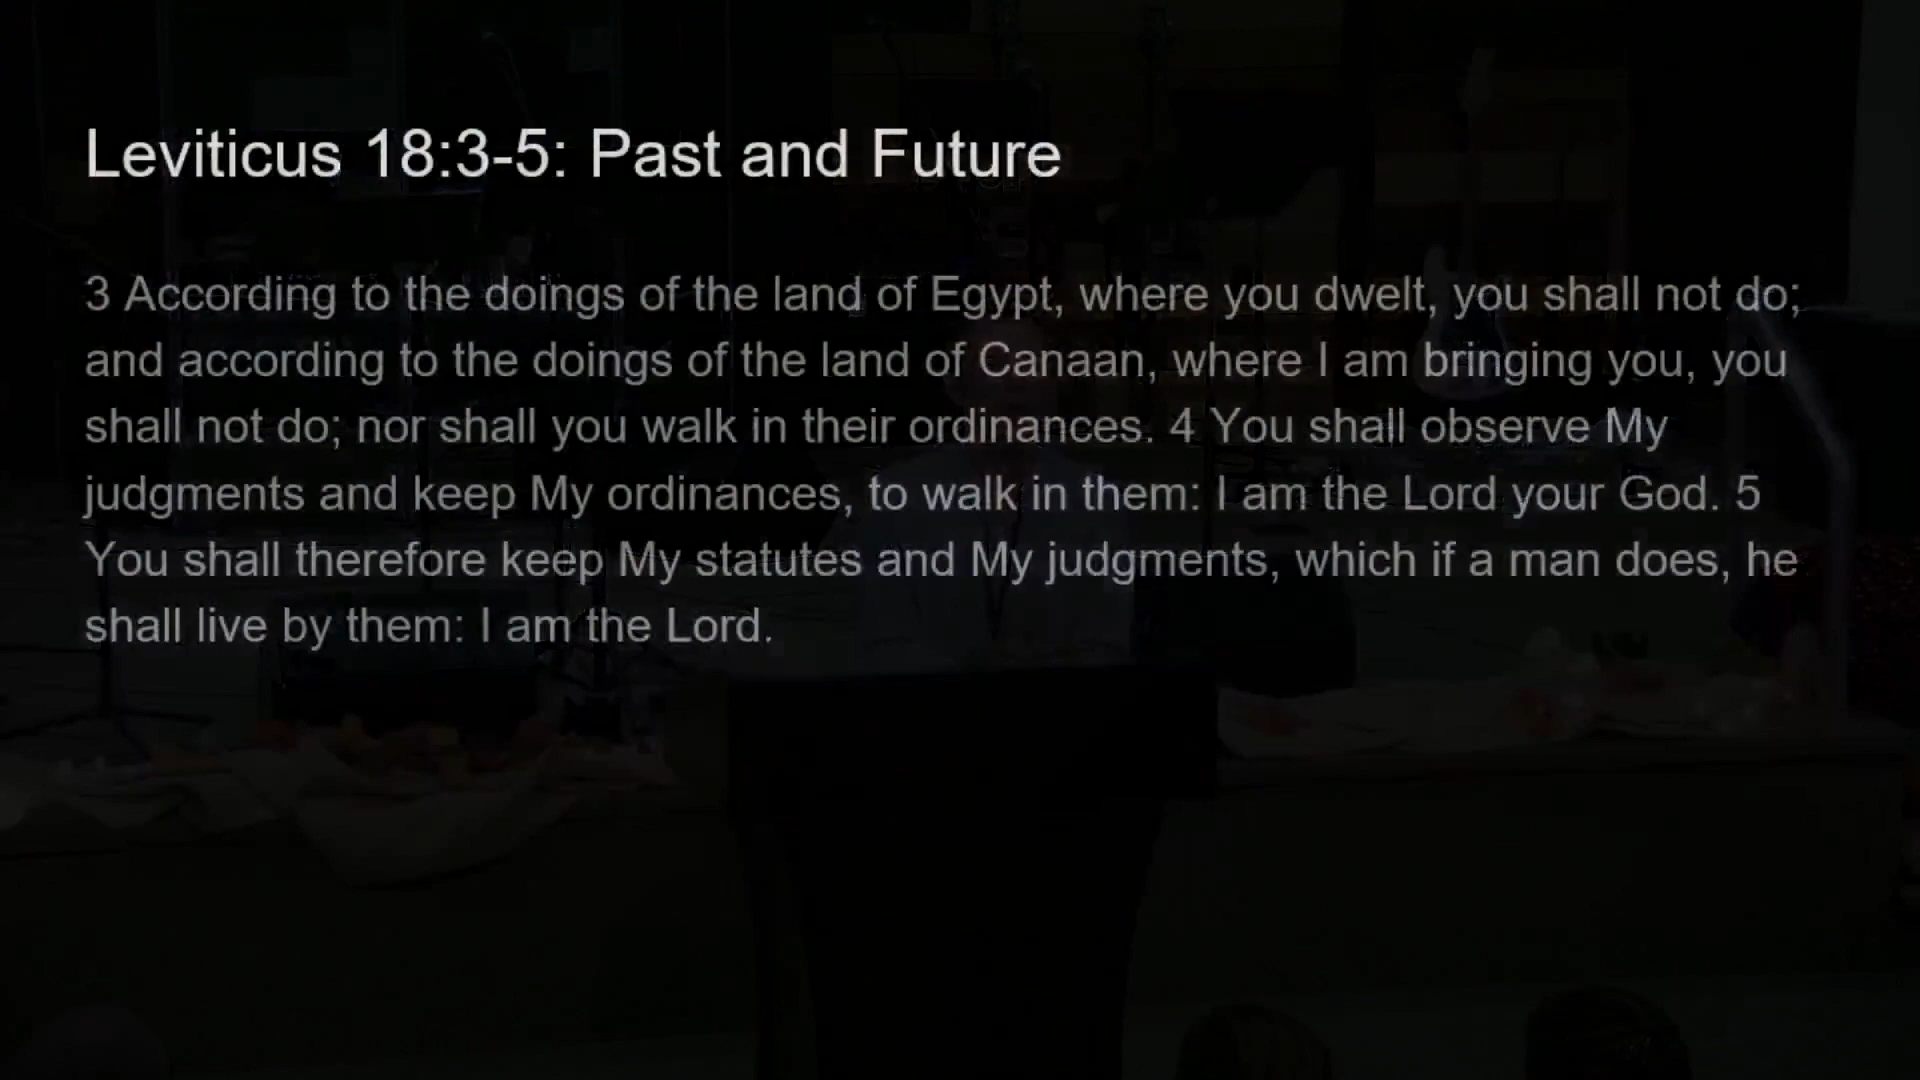 Leviticus 18:3-5: Past and Future
3 According to the doings of the land of Egypt, where you dwelt, you shall not do;
and according to the doings of the land of Canaan, where I am bringing you, you
shall not do; nor shall you walk in their ordinances. 4 You shall observe My
judgments and keep My ordinances, to walk in them: I am the Lord your God. 5
You shall therefore keep My statutes and My judgments, which if a man does, he
shall live by them: I am the Lord.